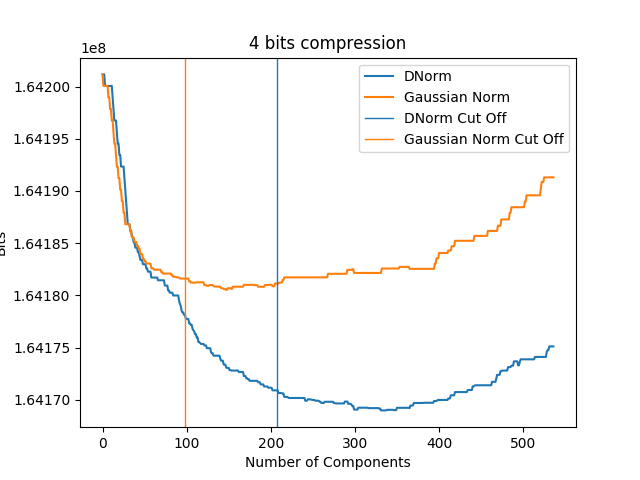 4 bits compression
1e8
1.64200
1.64195
1.64190
1.64185
1.64180
1.64175
1.64170
Bits
0 100 200 300 400 500
Number of Components
DNorm
Gaussian Norm
DNorm Cut Off
Gaussian Norm Cut Off